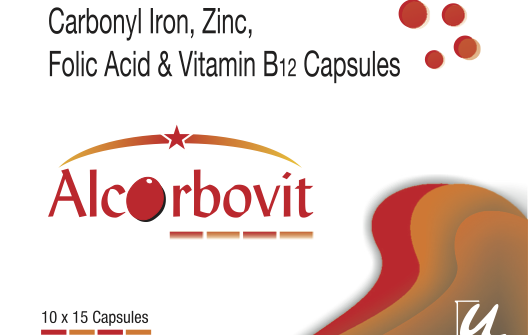 Carbonyl Iron, Zinc,
Folic Acid & Vitamin B12 Capsules
Alcorbovit
10 x 15 Capsules